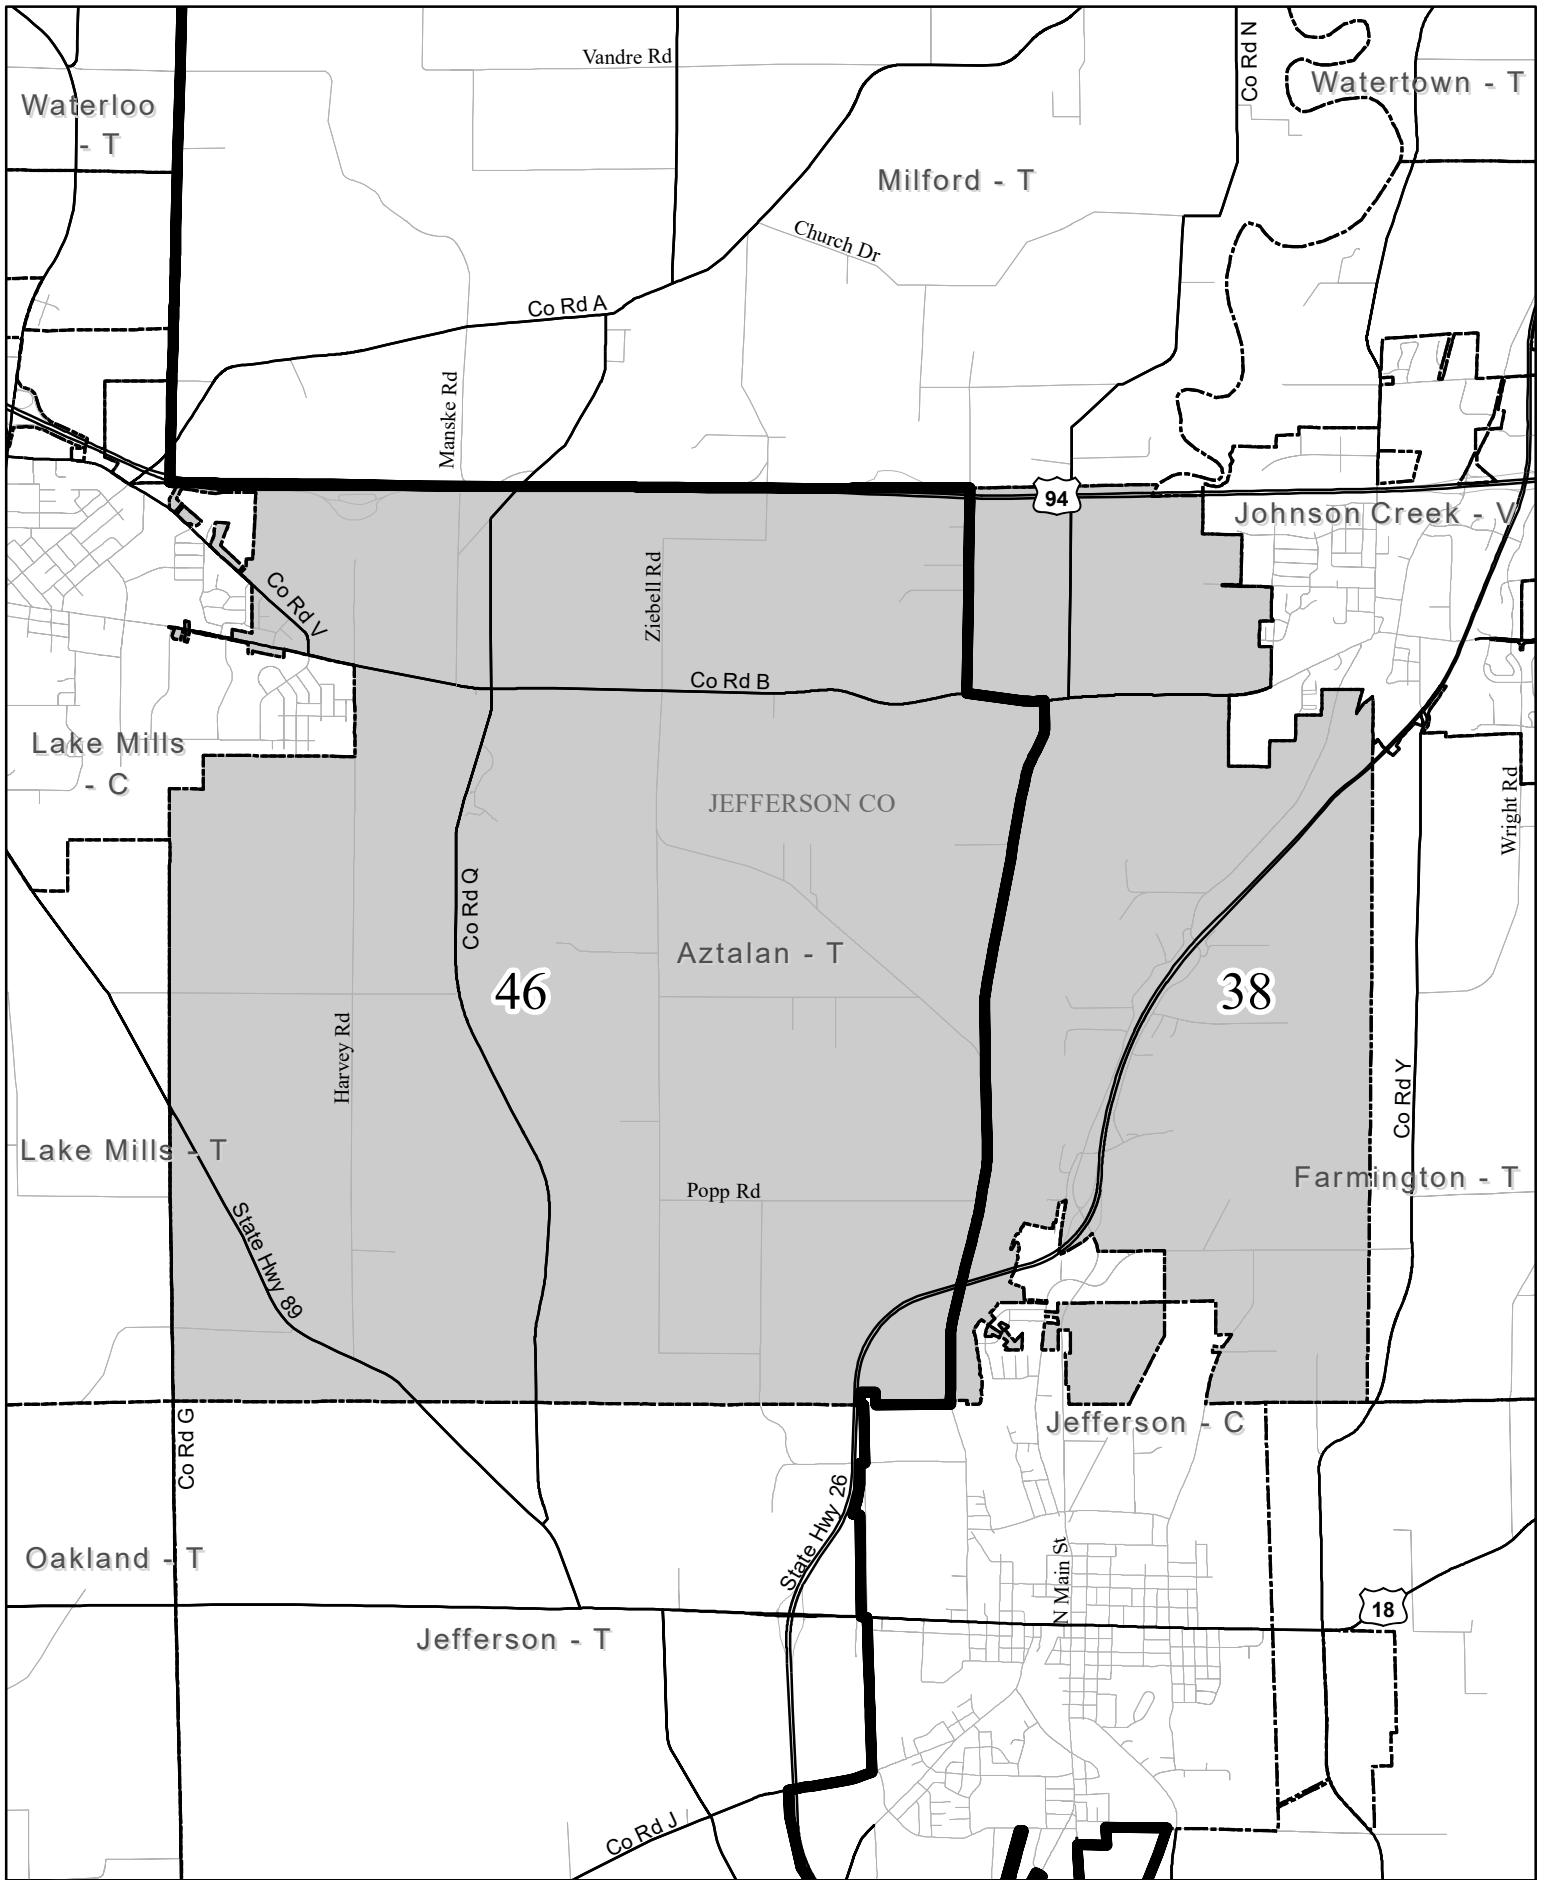 Vandre Rd
Co Rd N
Watertown - T
Waterloo
- T
Milford - T
Church Dr
Co Rd A
Manske Rd
94
Johnson Creek - V
Co Rd V
Ziebell Rd
Co Rd B
Lake Mills
- C
JEFFERSON CO
Wright Rd
Co Rd Q
Aztalan - T
46
38
Harvey Rd
Co Rd Y
Lake Mills - T
Farmington - T
Popp Rd
State Hwy 89
Co Rd G
Jefferson - C
State Hwy 26
N Main St
Oakland - T
18
Jefferson - T
Co Rd J